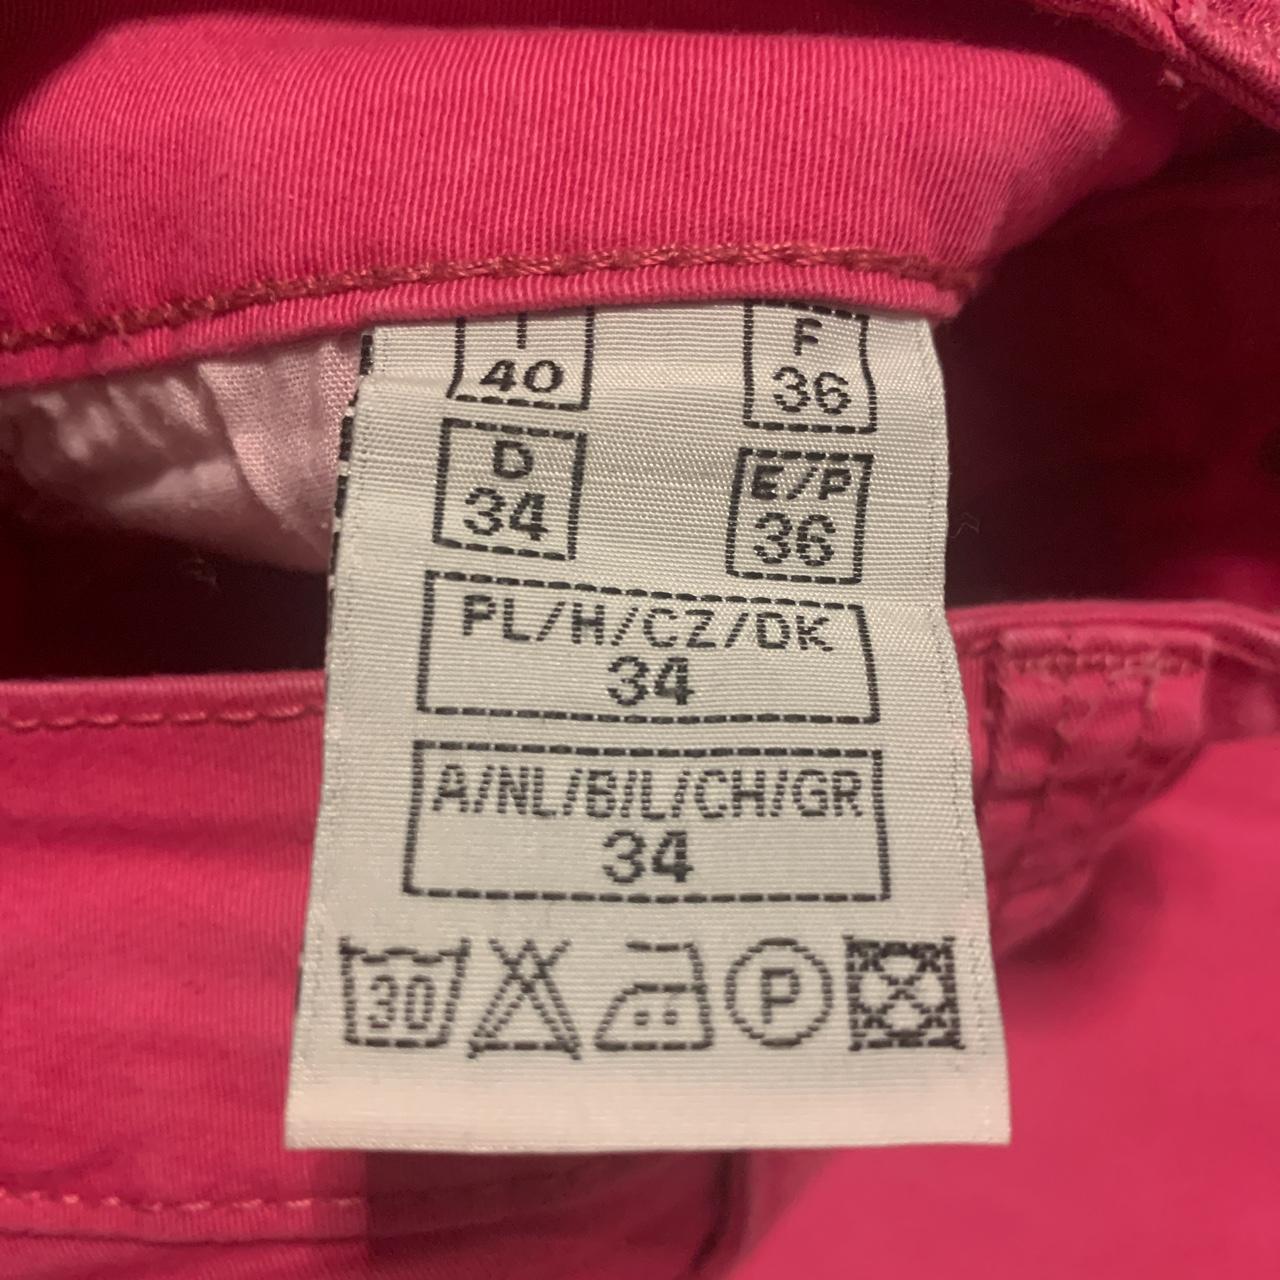 I
40
F
36
D
34
E/P
36
PL/H/CZ/DK
34
A/NL/B/L/CH/GR
34
30
P